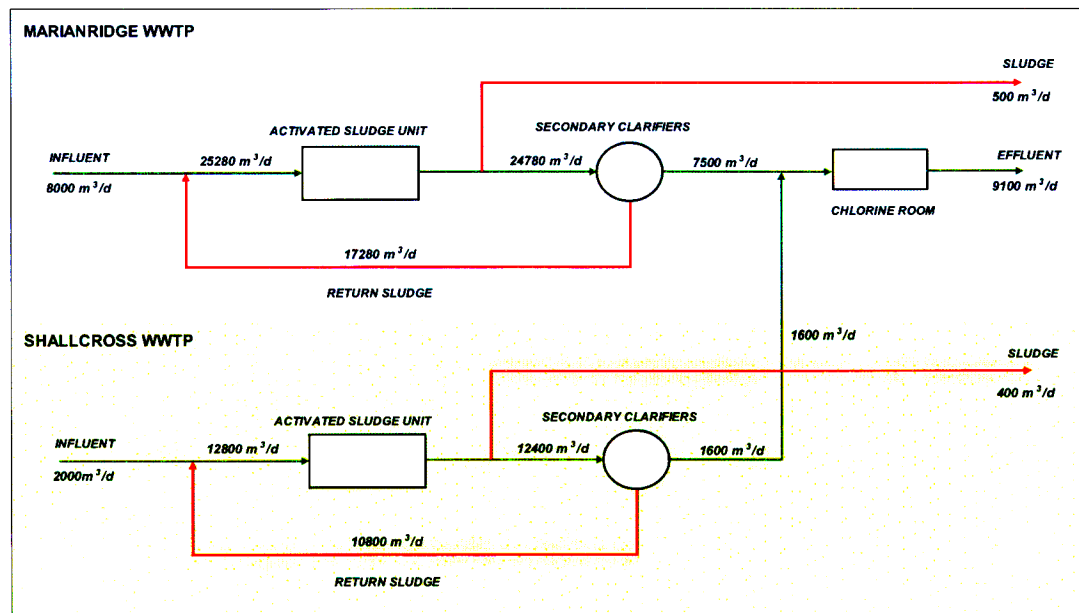 MARIANRIDGE WWTP
SLUDGE
500 m³/d
ACTIVATED SLUDGE UNIT
SECONDARY CLARIFIERS
INFLUENT
25280 m³/d
24780 m³/d
7500 m³/d
EFFLUENT
8000 m³/d
9100 m³/d
CHLORINE ROOM
17280 m³/d
RETURN SLUDGE
SHALLCROSS WWTP
1600 m³/d
SLUDGE
400 m³/d
ACTIVATED SLUDGE UNIT
SECONDARY CLARIFIERS
INFLUENT
12800 m³/d
12400 m³/d
1600 m³/d
2000m³/d
10800 m³/d
RETURN SLUDGE